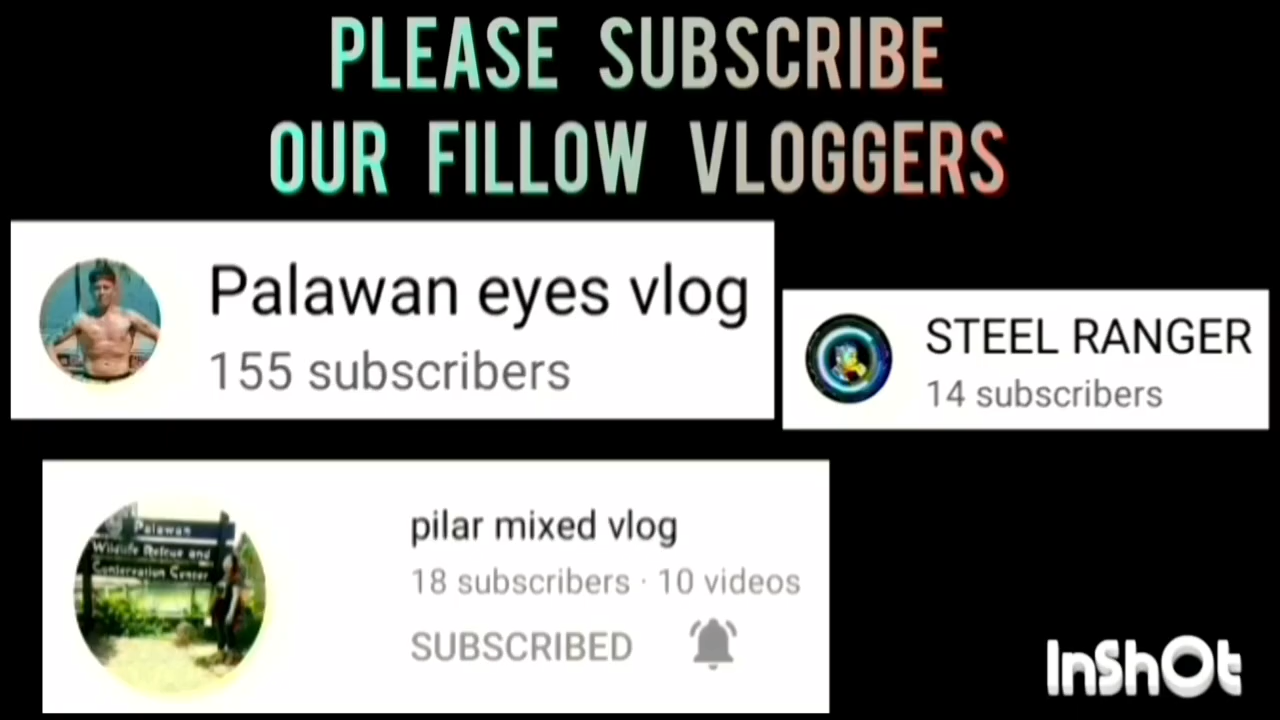 PLEASE SUBSCRIBE
OUR FILLOW VLOGGERS
Palawan eyes vlog
155 subscribers
STEEL RANGER
14 subscribers
pilar mixed vlog
18 subscribers · 10 videos
SUBSCRIBED
Palawan
Wildlife Rescue and
Conservation Center
InShOt